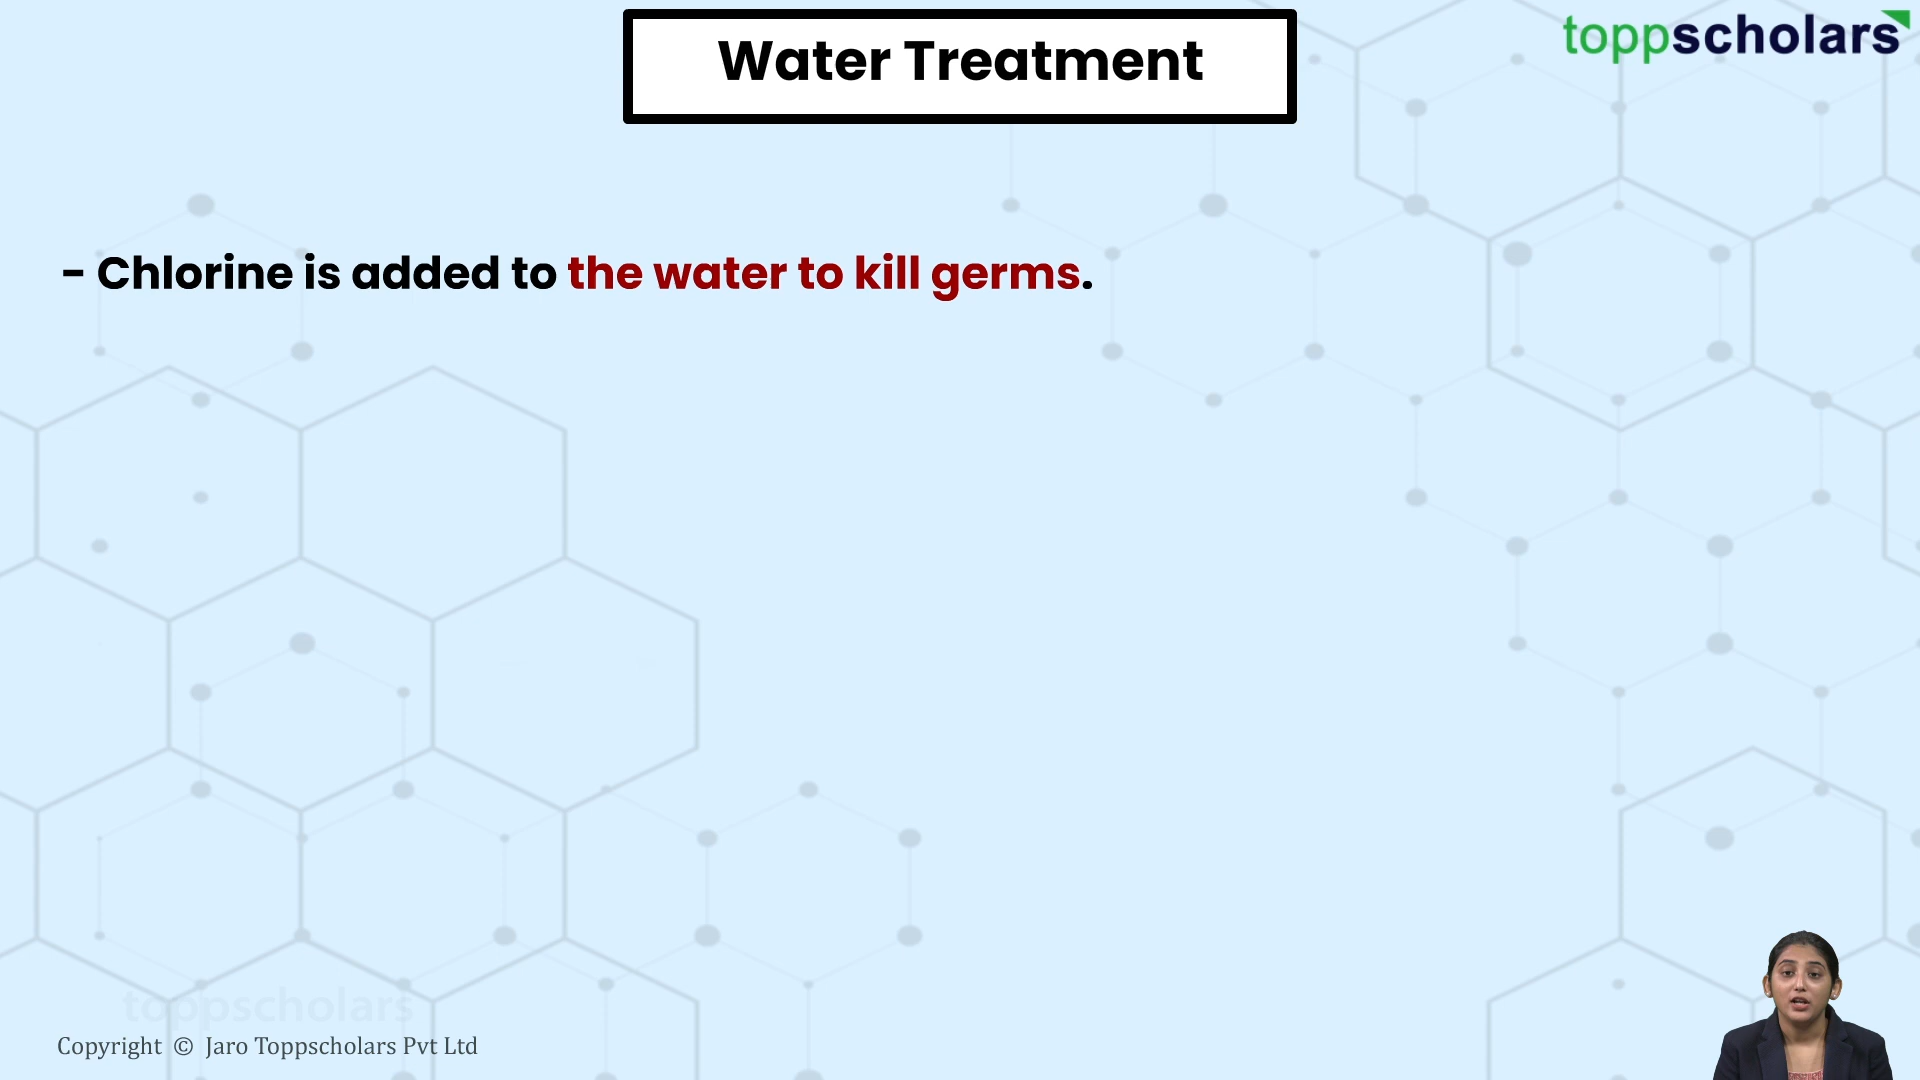 Water Treatment
toppscholars
- Chlorine is added to the water to kill germs.
toppscholars
Copyright © Jaro Toppscholars Pvt Ltd